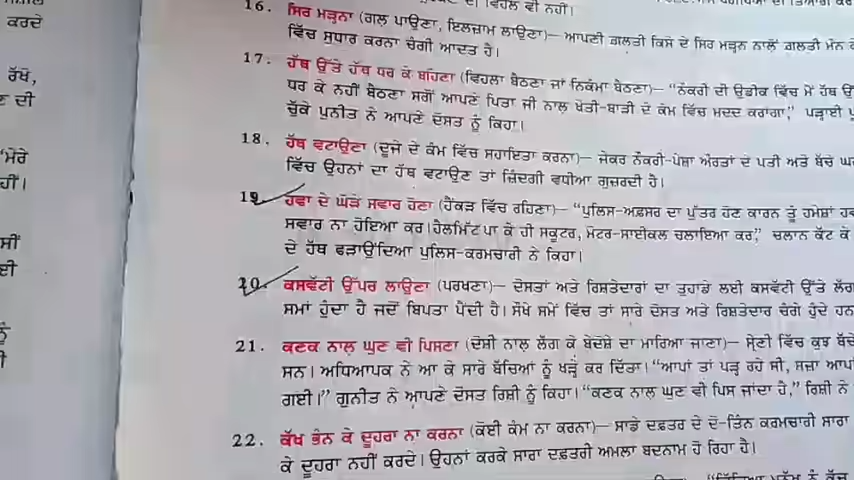 ਕਰਦੇ
ਰੱਖੋ,
ਦੀ
'ਮੇਰੇ
ਹੀਂ।
ਸੀਂ
ਈ
ਨੂੰ
ਦਾ ਵਿਹਲ ਵੀ ਨਹੀਂ।
16. ਸਿਰ ਮੜ੍ਹਨਾ (ਗਲ਼ ਪਾਉਣਾ, ਇਲਜ਼ਾਮ ਲਾਉਣਾ)– ਆਪਣੀ ਗ਼ਲਤੀ ਕਿਸੇ ਦੇ ਸਿਰ ਮੜ੍ਹਨ ਨਾਲੋਂ ਗ਼ਲਤੀ ਮੰਨ ਕੇ
ਵਿੱਚ ਸੁਧਾਰ ਕਰਨਾ ਚੰਗੀ ਆਦਤ ਹੈ।
17. ਹੱਥ ਉੱਤੇ ਹੱਥ ਧਰ ਕੇ ਬਹਿਣਾ (ਵਿਹਲਾ ਬੈਠਣਾ ਜਾਂ ਨਿਕੰਮਾ ਬੈਠਣਾ)– "ਨੌਕਰੀ ਦੀ ਉਡੀਕ ਵਿੱਚ ਮੈਂ ਹੱਥ
ਧਰ ਕੇ ਨਹੀਂ ਬੈਠਣਾ ਸਗੋਂ ਆਪਣੇ ਪਿਤਾ ਜੀ ਨਾਲ਼ ਖੇਤੀ-ਬਾੜੀ ਦੇ ਕੰਮ ਵਿੱਚ ਮਦਦ ਕਰਾਂਗਾ," ਪੜ੍ਹਾਈ
ਚੁੱਕੇ ਪੁਨੀਤ ਨੇ ਆਪਣੇ ਦੋਸਤ ਨੂੰ ਕਿਹਾ।
18. ਹੱਥ ਵਟਾਉਣਾ (ਦੂਜੇ ਦੇ ਕੰਮ ਵਿੱਚ ਸਹਾਇਤਾ ਕਰਨਾ)– ਜੇਕਰ ਨੌਕਰੀ-ਪੇਸ਼ਾ ਔਰਤਾਂ ਦੇ ਪਤੀ ਅਤੇ ਬੱਚੇ ਘਰ
ਵਿੱਚ ਉਹਨਾਂ ਦਾ ਹੱਥ ਵਟਾਉਣ ਤਾਂ ਜ਼ਿੰਦਗੀ ਵਧੀਆ ਗੁਜ਼ਰਦੀ ਹੈ।
19. ਹਵਾ ਦੇ ਘੋੜੇ ਸਵਾਰ ਹੋਣਾ (ਹੈਂਕੜ ਵਿੱਚ ਰਹਿਣਾ)– "ਪੁਲਿਸ-ਅਫ਼ਸਰ ਦਾ ਪੁੱਤਰ ਹੋਣ ਕਾਰਨ ਤੂੰ ਹਮੇਸ਼ਾਂ
ਸਵਾਰ ਨਾ ਹੋਇਆ ਕਰ। ਹੈਲਮਿੱਟ ਪਾ ਕੇ ਹੀ ਸਕੂਟਰ, ਮੋਟਰ-ਸਾਈਕਲ ਚਲਾਇਆ ਕਰ," ਚਲਾਨ ਕੱਟ ਕੇ
ਦੇ ਹੱਥ ਫੜਾਉਂਦਿਆਂ ਪੁਲਿਸ-ਕਰਮਚਾਰੀ ਨੇ ਕਿਹਾ।
20. ਕਸਵੱਟੀ ਉੱਪਰ ਲਾਉਣਾ (ਪਰਖਣਾ)– ਦੋਸਤਾਂ ਅਤੇ ਰਿਸ਼ਤੇਦਾਰਾਂ ਦਾ ਤੁਹਾਡੇ ਲਈ ਕਸਵੱਟੀ ਉੱਤੇ
ਸਮਾਂ ਹੁੰਦਾ ਹੈ ਜਦੋਂ ਬਿਪਤਾ ਪੈਂਦੀ ਹੈ। ਸੌਖੇ ਸਮੇਂ ਵਿੱਚ ਤਾਂ ਸਾਰੇ ਦੋਸਤ ਅਤੇ ਰਿਸ਼ਤੇਦਾਰ ਚੰਗੇ ਹੁੰਦੇ ਹਨ
21. ਕਣਕ ਨਾਲ਼ ਘੁਣ ਵੀ ਪਿਸਣਾ (ਦੋਸ਼ੀ ਨਾਲ਼ ਲੱਗ ਕੇ ਬੇਦੋਸ਼ੇ ਦਾ ਮਾਰਿਆ ਜਾਣਾ)– ਸ਼੍ਰੇਣੀ ਵਿੱਚ ਕੁਝ ਬੱਚੇ
ਸਨ। ਅਧਿਆਪਕ ਨੇ ਆ ਕੇ ਸਾਰੇ ਬੱਚਿਆਂ ਨੂੰ ਖੜ੍ਹੇ ਕਰ ਦਿੱਤਾ। "ਆਪਾਂ ਤਾਂ ਪੜ੍ਹ ਰਹੇ ਸੀ, ਸਜ਼ਾ
ਗਈ।" ਗੁਨੀਤ ਨੇ ਆਪਣੇ ਦੋਸਤ ਰਿਸ਼ੀ ਨੂੰ ਕਿਹਾ। "ਕਣਕ ਨਾਲ਼ ਘੁਣ ਵੀ ਪਿਸ ਜਾਂਦਾ ਹੈ," ਰਿਸ਼ੀ ਨੇ
22. ਕੱਖ ਭੰਨ ਕੇ ਦੂਹਰਾ ਨਾ ਕਰਨਾ (ਕੋਈ ਕੰਮ ਨਾ ਕਰਨਾ)– ਸਾਡੇ ਦਫ਼ਤਰ ਦੇ ਦੋ-ਤਿੰਨ ਕਰਮਚਾਰੀ ਸਾਰਾ
ਕੇ ਦੂਹਰਾ ਨਹੀਂ ਕਰਦੇ। ਉਹਨਾਂ ਕਰਕੇ ਸਾਰਾ ਦਫ਼ਤਰੀ ਅਮਲਾ ਬਦਨਾਮ ਹੋ ਰਿਹਾ ਹੈ।